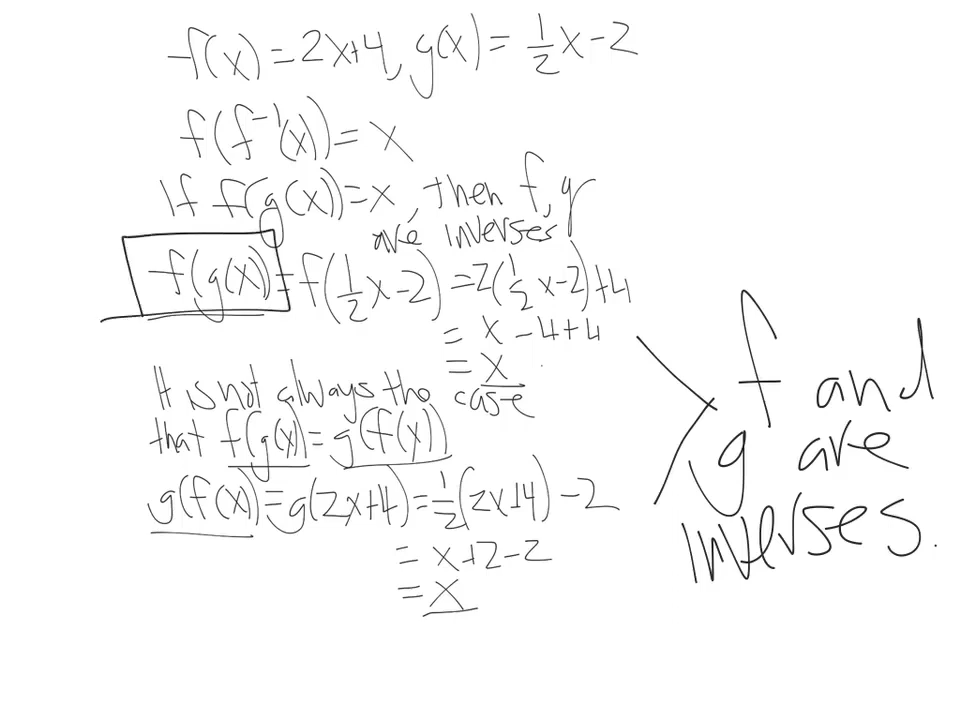 f(x) = 2x+4, g(x) = 1/2x - 2
f(f⁻¹(x)) = x
If f(g(x)) = x, then f, g
are inverses
f(g(x)) = f(1/2x - 2) = 2(1/2x - 2) + 4
= x - 4 + 4
= x
It is not always the case
that f(g(x) = g(f(x))
g(f(x) = g(2x+4) = 1/2(2x+4) - 2
= x + 2 - 2
= x
f and
g are
inverses.